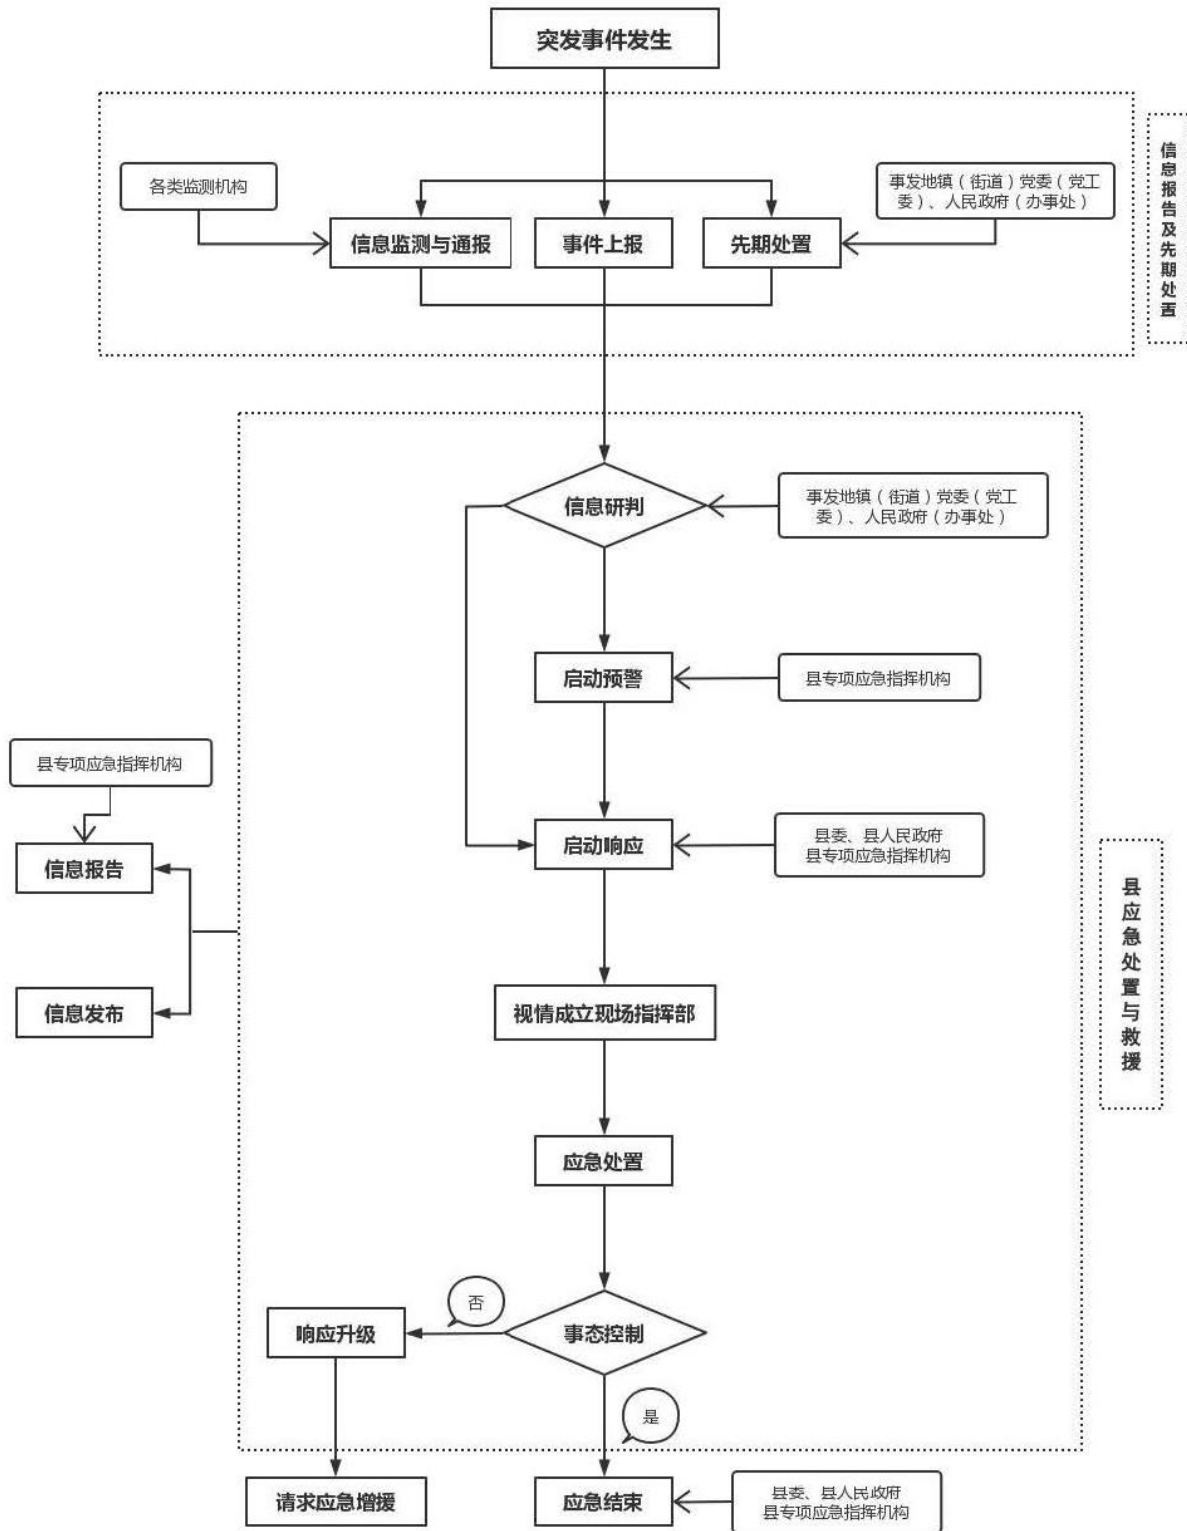 突发事件发生
信息报告及先期处置
各类监测机构
事发地镇（街道）党委（党工
委）、人民政府（办事处）
信息监测与通报
事件上报
先期处置
信息研判
事发地镇（街道）党委（党工
委）、人民政府（办事处）
启动预警
县专项应急指挥机构
县专项应急指挥机构
启动响应
县委、县人民政府
县专项应急指挥机构
信息报告
县应急处置与救援
信息发布
视情成立现场指挥部
应急处置
否
响应升级
事态控制
是
请求应急增援
应急结束
县委、县人民政府
县专项应急指挥机构